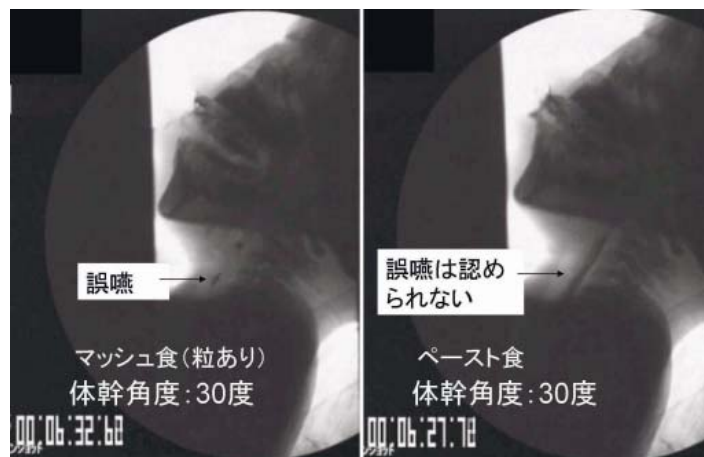 誤嚥
マッシュ食（粒あり）
体幹角度：30度
00:06:32.68
誤嚥は認め
られない
ペースト食
体幹角度：30度
00:06:27.78